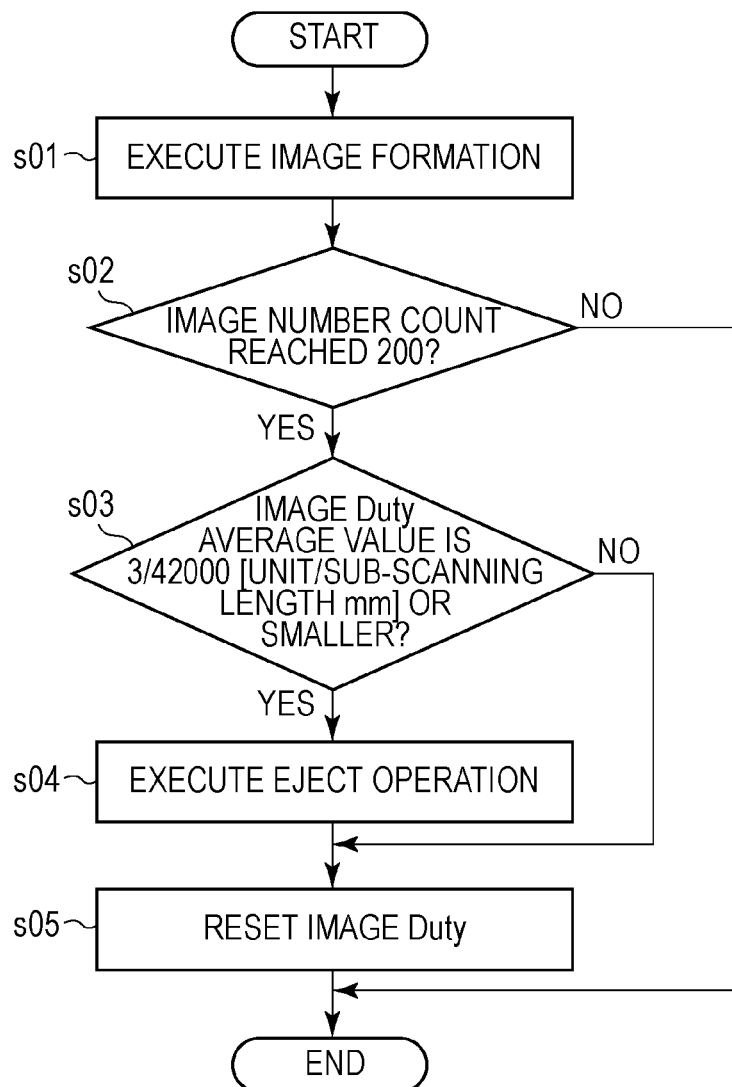 START
s01
EXECUTE IMAGE FORMATION
s02
IMAGE NUMBER COUNT
REACHED 200?
NO
YES
s03
IMAGE Duty
AVERAGE VALUE IS
3/42000 [UNIT/SUB-SCANNING
LENGTH mm] OR
SMALLER?
NO
YES
s04
EXECUTE EJECT OPERATION
s05
RESET IMAGE Duty
END